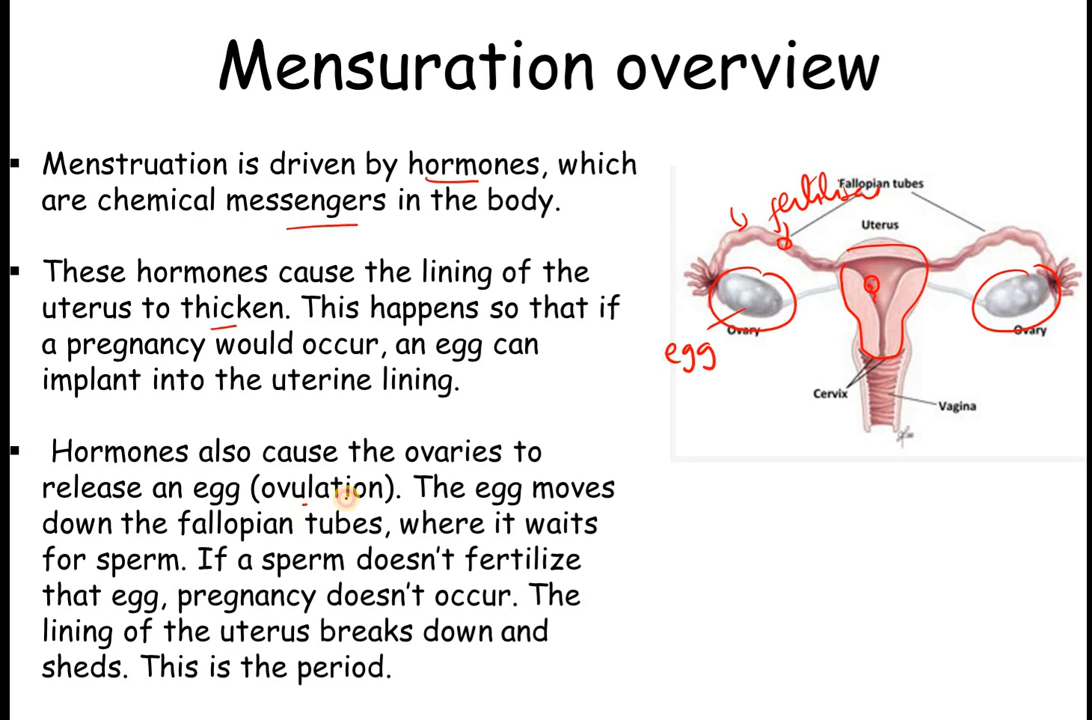 Mensuration overview
▪ Menstruation is driven by hormones, which
are chemical messengers in the body.
▪ These hormones cause the lining of the
uterus to thicken. This happens so that if
a pregnancy would occur, an egg can
implant into the uterine lining.
▪ Hormones also cause the ovaries to
release an egg (ovulation). The egg moves
down the fallopian tubes, where it waits
for sperm. If a sperm doesn't fertilize
that egg, pregnancy doesn't occur. The
lining of the uterus breaks down and
sheds. This is the period.
Fallopian tubes
Uterus
Ovary
Ovary
egg
Cervix
Vagina